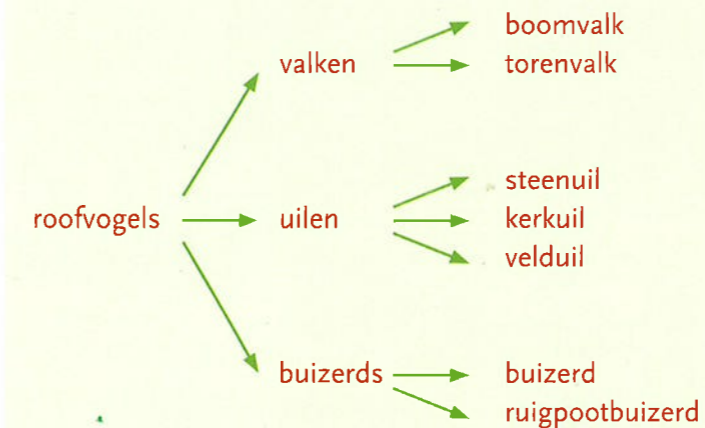 boomvalk
valken
torenvalk
steenuil
roofvogels
uilen
kerkuil
velduil
buizerds
buizerd
ruigpootbuizerd